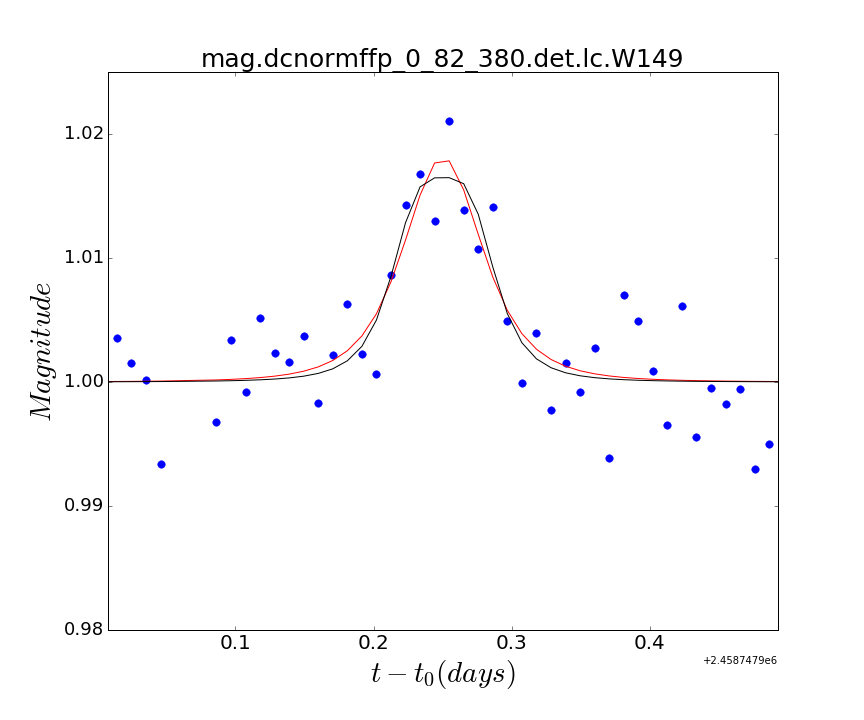 mag.dcnormffp_0_82_380.det.lc.W149
Magnitude
1.02
1.01
1.00
0.99
0.98
0.1 0.2 0.3 0.4
+2.4587479e6
t − t₀(days)